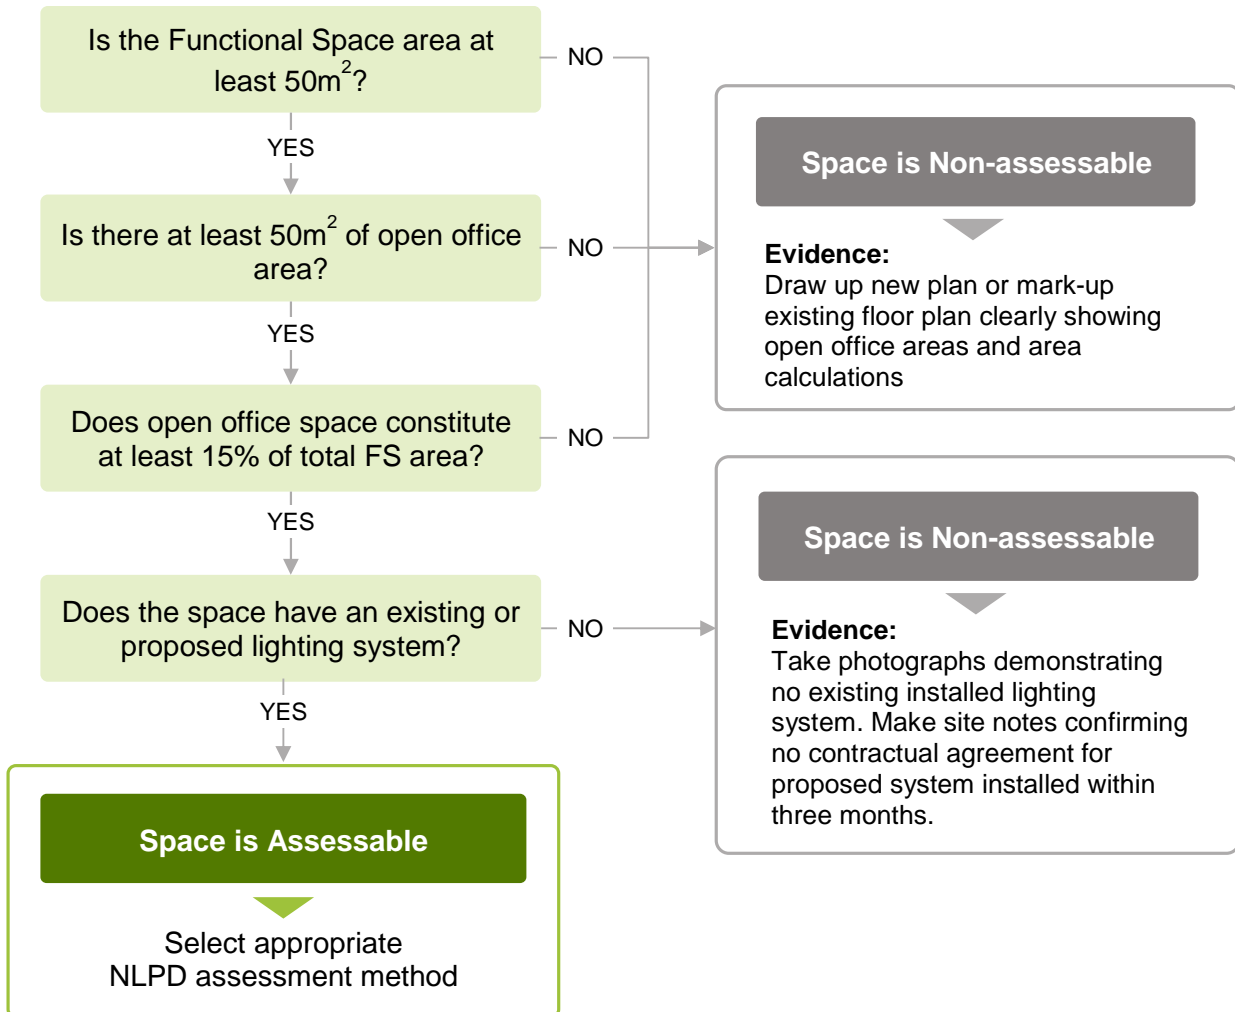 Is the Functional Space area at
least 50m²?
NO
YES
Is there at least 50m² of open office
area?
NO
YES
Does open office space constitute
at least 15% of total FS area?
NO
YES
Does the space have an existing or
proposed lighting system?
NO
YES
Space is Assessable
Select appropriate
NLPD assessment method
Space is Non-assessable
Evidence:
Draw up new plan or mark-up
existing floor plan clearly showing
open office areas and area
calculations
Space is Non-assessable
Evidence:
Take photographs demonstrating
no existing installed lighting
system. Make site notes confirming
no contractual agreement for
proposed system installed within
three months.